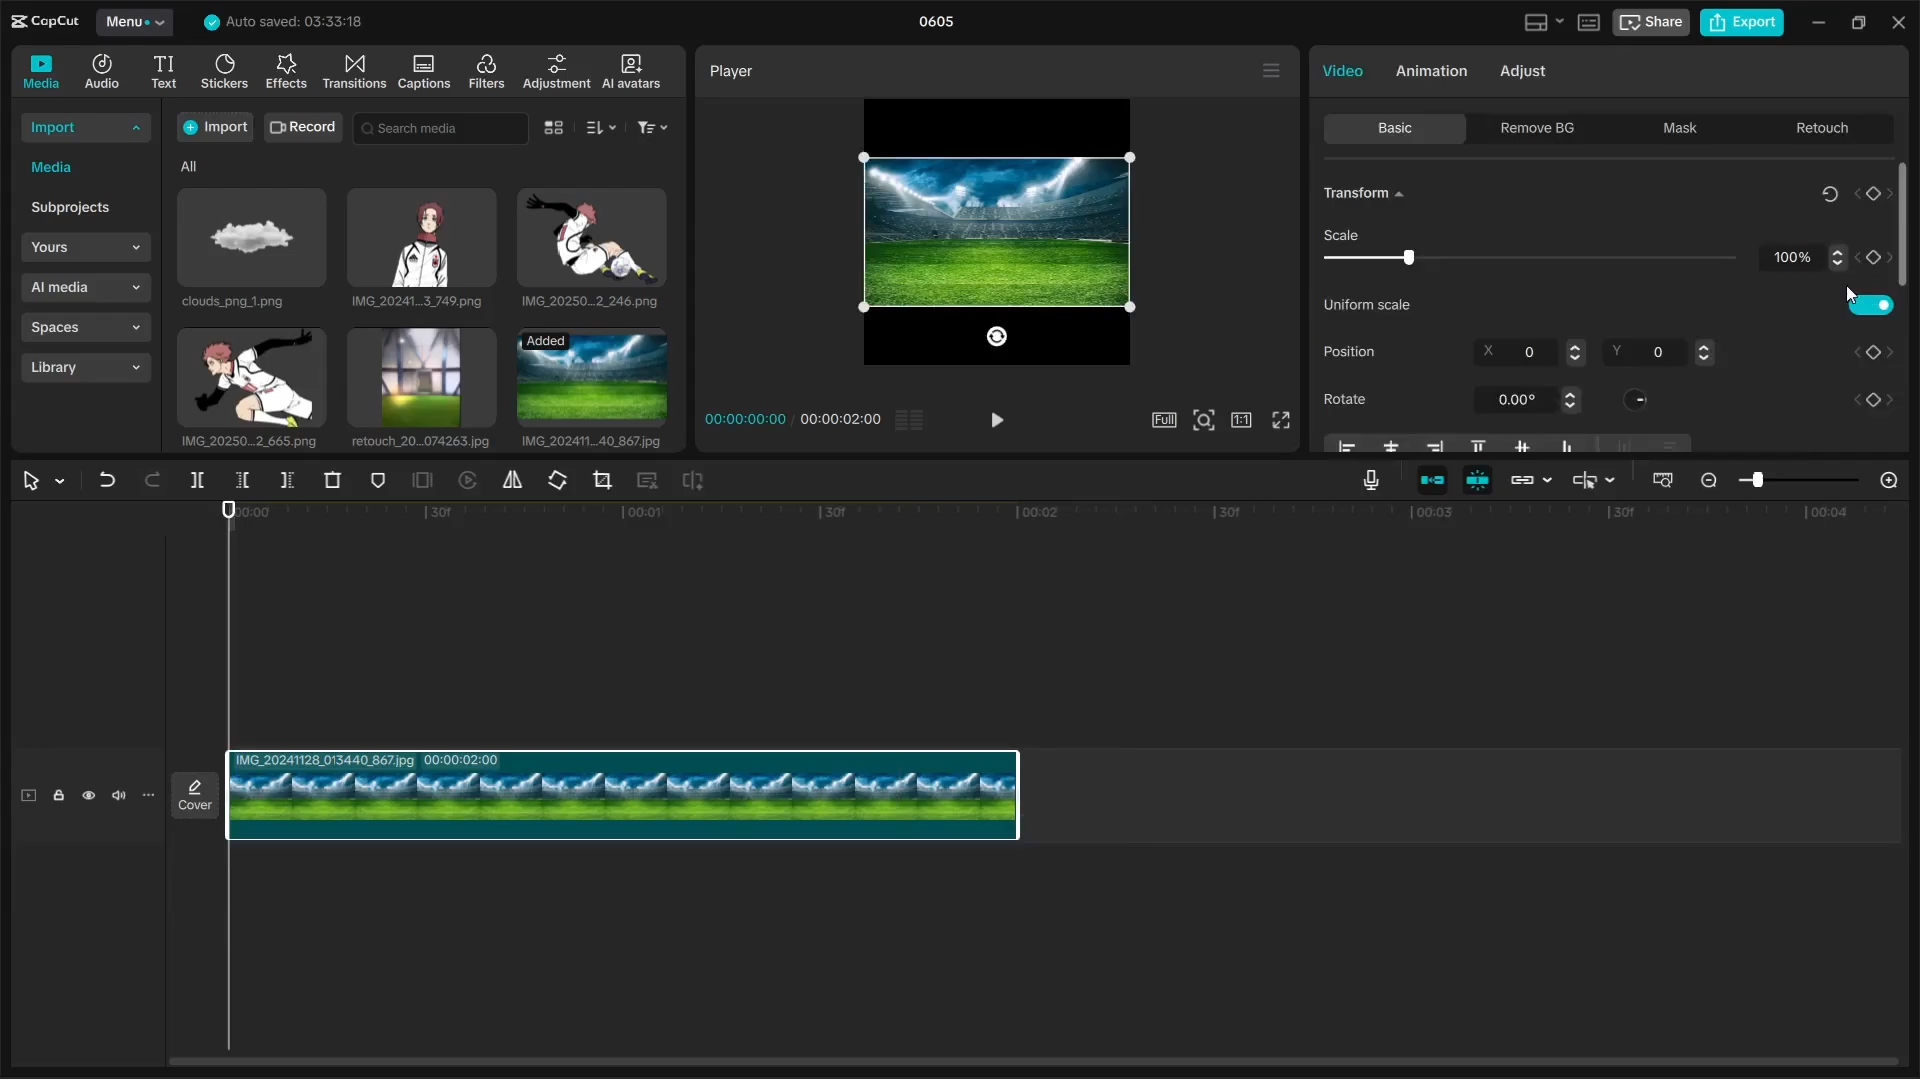 CapCut Menu Auto saved: 03:33:18 0605 Share Export
Media Audio Text Stickers Effects Transitions Captions Filters Adjustment AI avatars
Player
Video Animation Adjust
Import
Media
Subprojects
Yours
AI media
Spaces
Library
Import Record Search media
All
clouds_png_1.png IMG_20241...3_749.png IMG_20250...2_246.png
Added
IMG_20250...2_665.png retouch_20...074263.jpg IMG_202411...40_867.jpg
00:00:00:00 / 00:00:02:00 Full 1:1
Basic Remove BG Mask Retouch
Transform
Scale
100%
Uniform scale
Position X 0 Y 0
Rotate 0.00°
00:00 30f 00:01 30f 00:02 30f 00:03 30f 00:04
IMG_20241128_013440_867.jpg 00:00:02:00
Cover